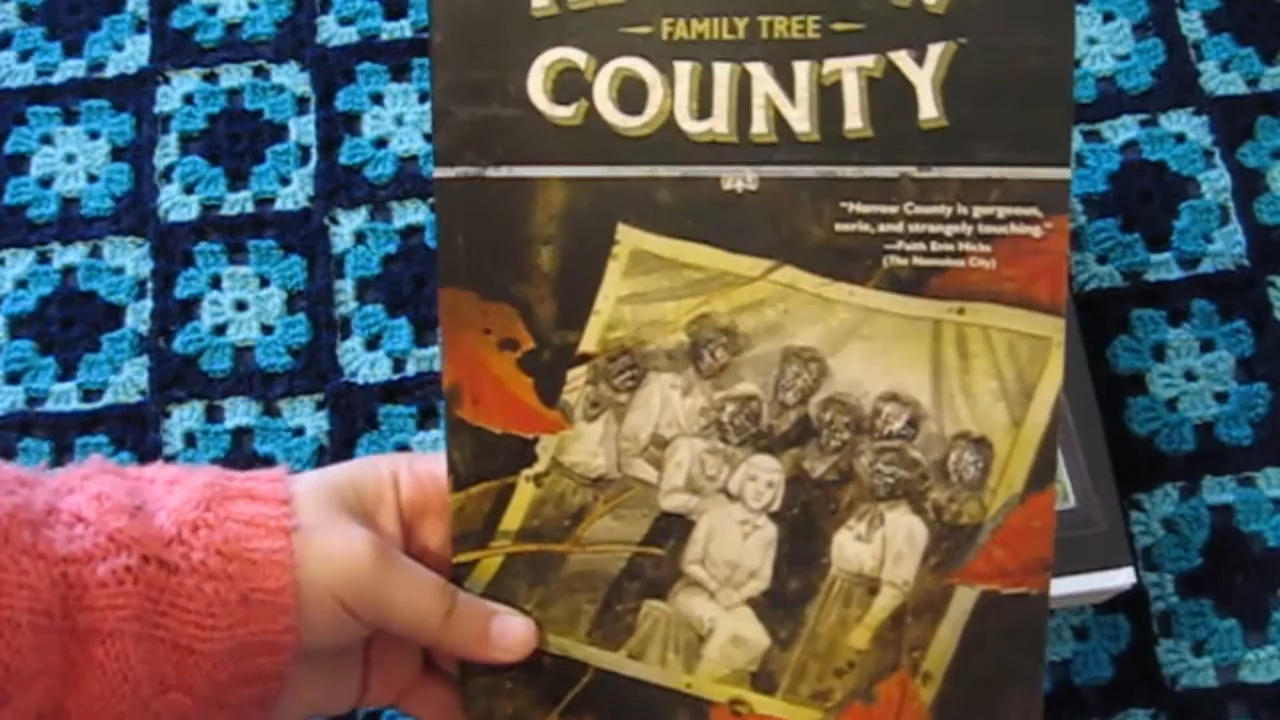 FAMILY TREE
COUNTY
"Harrow County is gorgeous,
eerie, and strangely touching."
—Faith Erin Hicks
(The Nameless City)